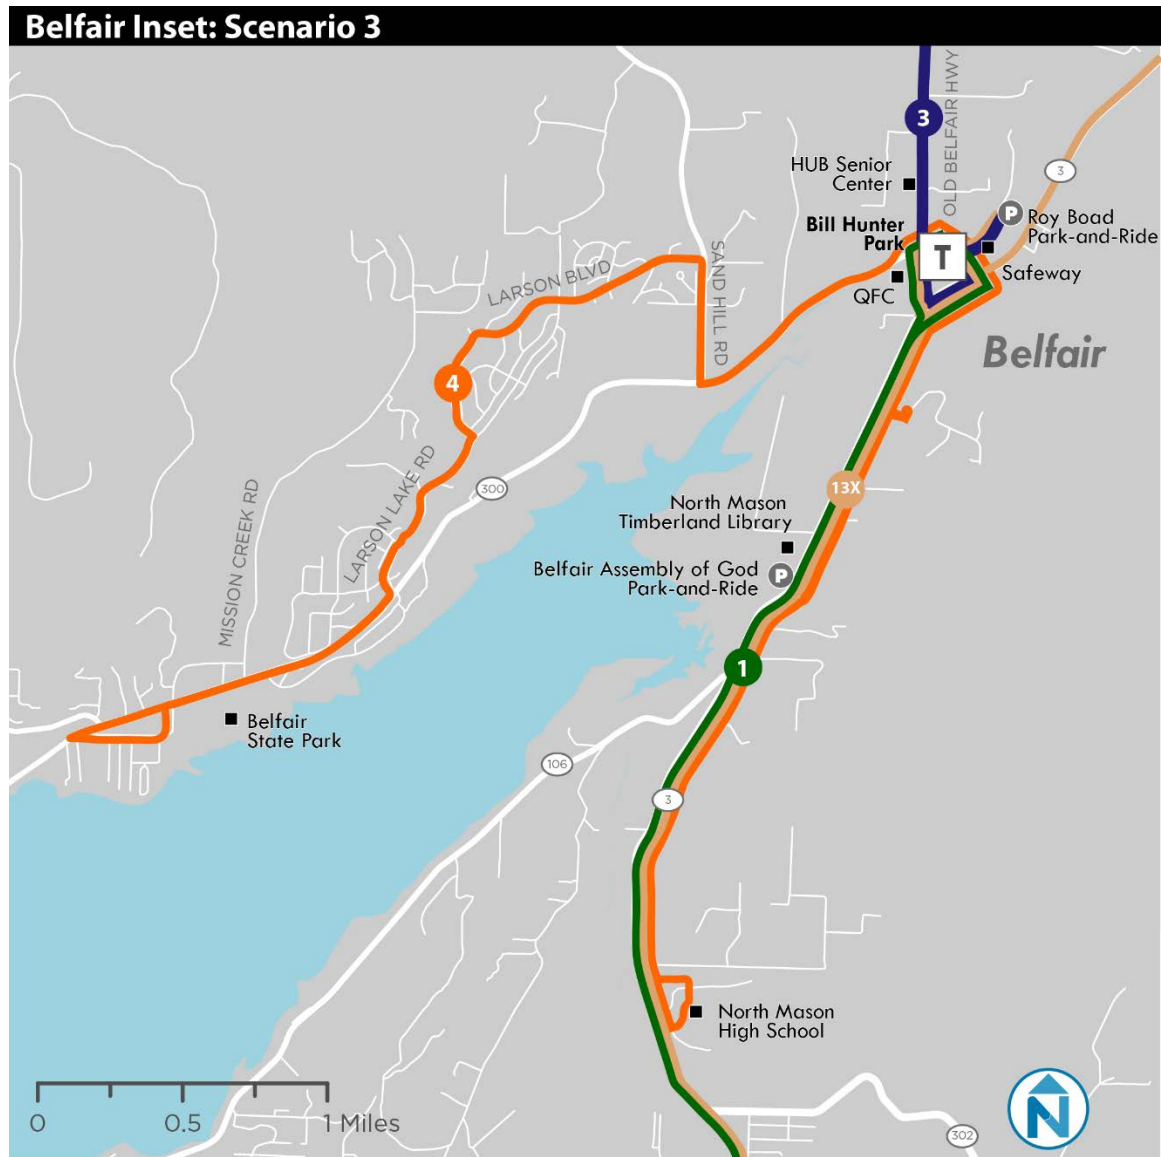 Belfair Inset: Scenario 3
3
OLD BELFAIR HWY
3
HUB Senior
Center
Bill Hunter
Park
T
P
Roy Boad
Park-and-Ride
Safeway
QFC
SAND HILL RD
LARSON BLVD
Belfair
4
LARSON LAKE RD
300
13X
North Mason
Timberland Library
Belfair Assembly of God
Park-and-Ride
P
MISSION CREEK RD
1
Belfair
State Park
106
3
North Mason
High School
0
0.5
1 Miles
N
302